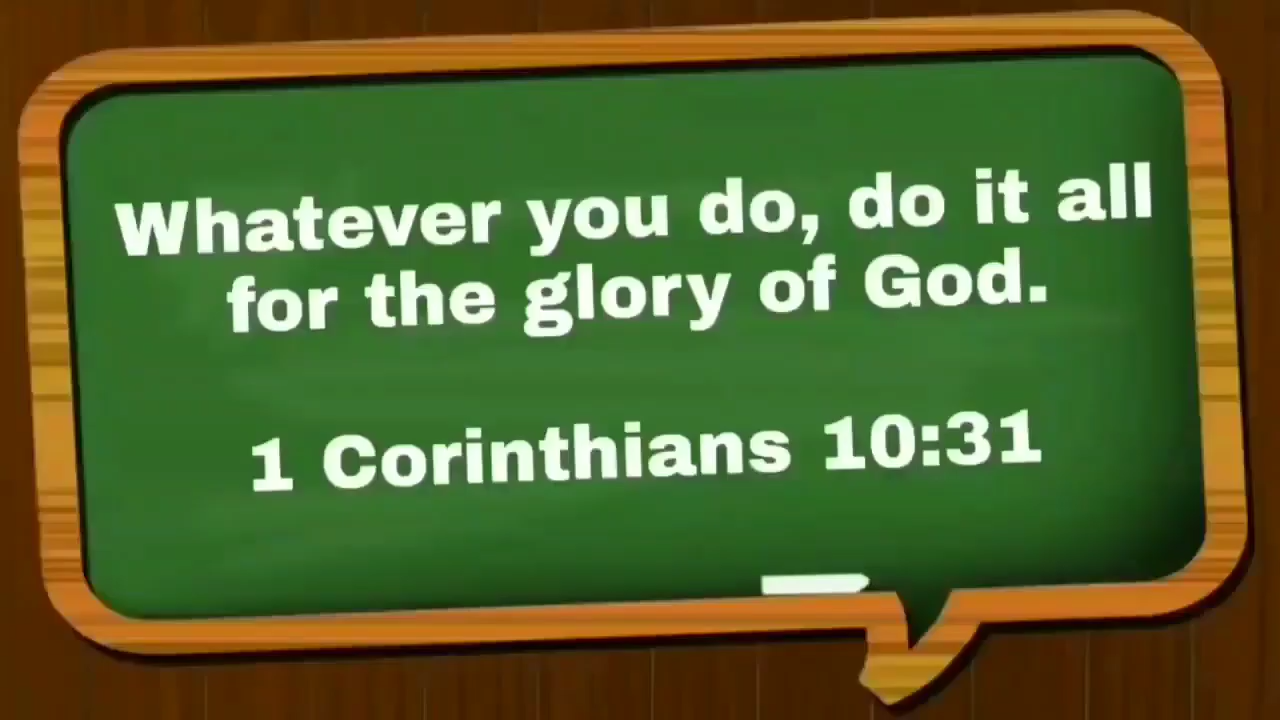 Whatever you do, do it all
for the glory of God.
1 Corinthians 10:31